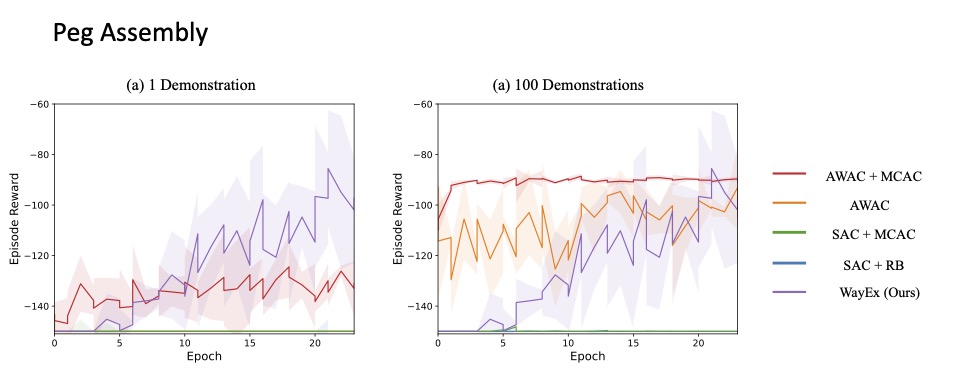 Peg Assembly
(a) 1 Demonstration
−60
−80
−100
−120
−140
Episode Reward
0
5
10
15
20
Epoch
(a) 100 Demonstrations
−60
−80
−100
−120
−140
Episode Reward
0
5
10
15
20
Epoch
AWAC + MCAC
AWAC
SAC + MCAC
SAC + RB
WayEx (Ours)